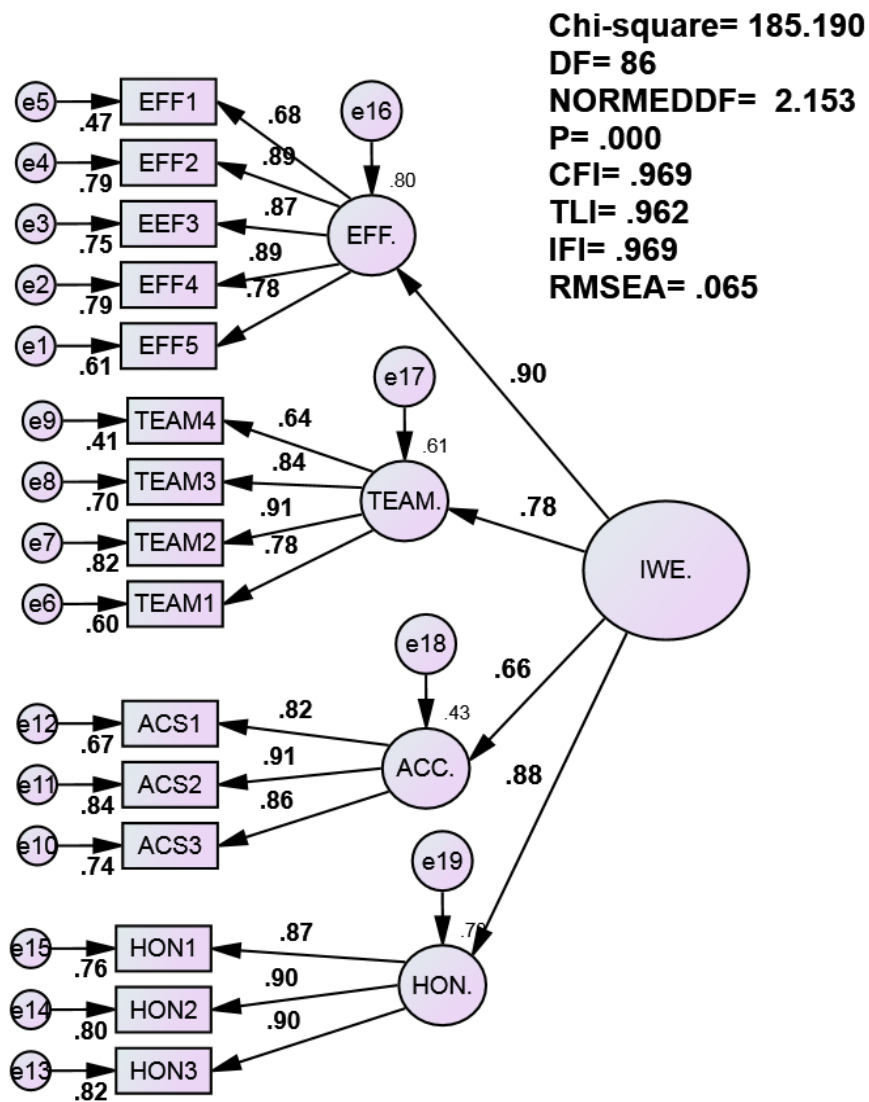 Chi-square= 185.190
DF= 86
NORMEDDF= 2.153
P= .000
CFI= .969
TLI= .962
IFI= .969
RMSEA= .065
e5 .47 EFF1 .68
e4 .79 EFF2 .89
e3 .75 EEF3 .87
e2 .79 EFF4 .89
e1 .61 EFF5 .78
e16
.80
EFF.
.90
e9 .41 TEAM4 .64
e8 .70 TEAM3 .84
e7 .82 TEAM2 .91
e6 .60 TEAM1 .78
e17
.61
TEAM.
.78
IWE.
e12 .67 ACS1 .82
e11 .84 ACS2 .91
e10 .74 ACS3 .86
e18
.43
ACC.
.66
e15 .76 HON1 .87
e14 .80 HON2 .90
e13 .82 HON3 .90
e19
HON.
.88